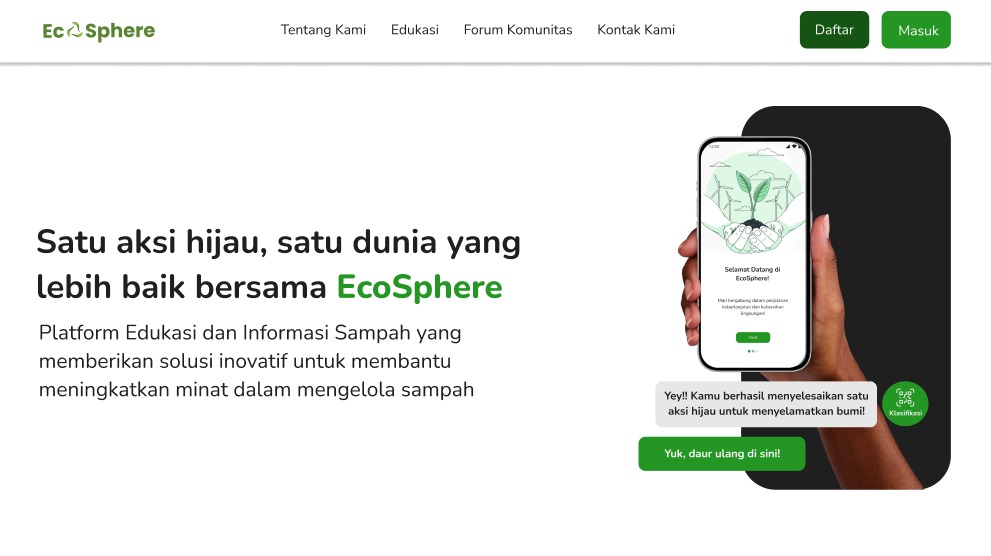 EcoSphere
Tentang Kami
Edukasi
Forum Komunitas
Kontak Kami
Daftar
Masuk
Satu aksi hijau, satu dunia yang
lebih baik bersama EcoSphere
Platform Edukasi dan Informasi Sampah yang
memberikan solusi inovatif untuk membantu
meningkatkan minat dalam mengelola sampah
Selamat Datang di
EcoSphere!
Mari bergabung dalam perjalanan
keberlanjutan dan kebersihan
lingkungan!
Next
Yey!! Kamu berhasil menyelesaikan satu
aksi hijau untuk menyelamatkan bumi!
Klasifikasi
Yuk, daur ulang di sini!